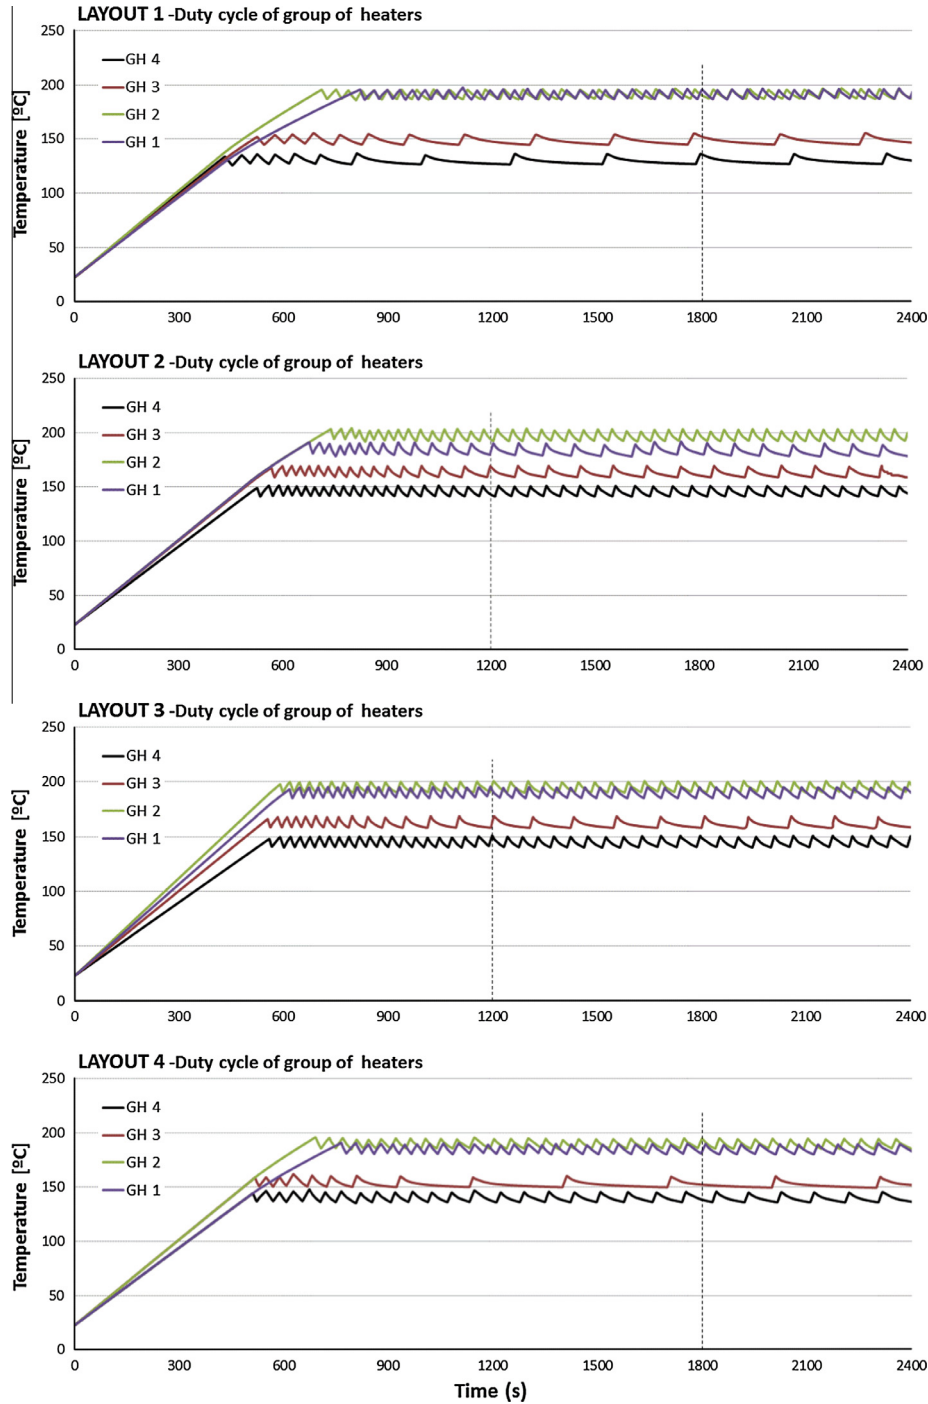 LAYOUT 1 -Duty cycle of group of heaters
Temperature [ºC]
250
200
150
100
50
0
GH 4
GH 3
GH 2
GH 1
0 300 600 900 1200 1500 1800 2100 2400
LAYOUT 2 -Duty cycle of group of heaters
Temperature [ºC]
250
200
150
100
50
0
GH 4
GH 3
GH 2
GH 1
0 300 600 900 1200 1500 1800 2100 2400
LAYOUT 3 -Duty cycle of group of heaters
Temperature [ºC]
250
200
150
100
50
0
GH 4
GH 3
GH 2
GH 1
0 300 600 900 1200 1500 1800 2100 2400
LAYOUT 4 -Duty cycle of group of heaters
Temperature [ºC]
250
200
150
100
50
0
GH 4
GH 3
GH 2
GH 1
0 300 600 900 1200 1500 1800 2100 2400
Time (s)